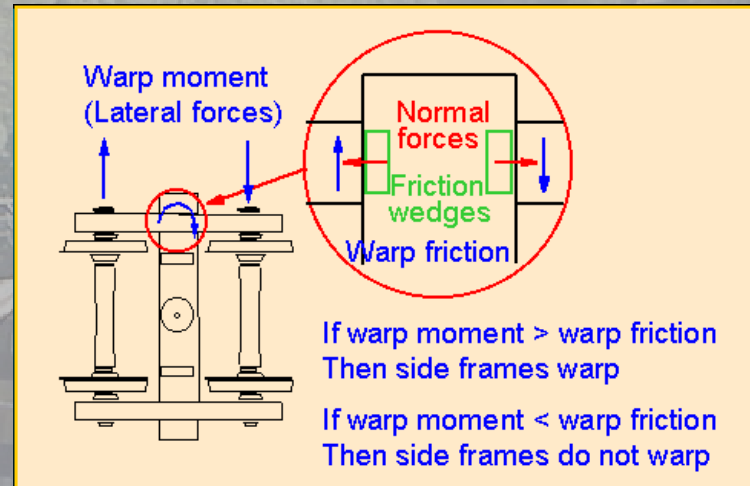 Warp moment
(Lateral forces)
Normal
forces
Friction
wedges
Warp friction
If warp moment > warp friction
Then side frames warp
If warp moment < warp friction
Then side frames do not warp